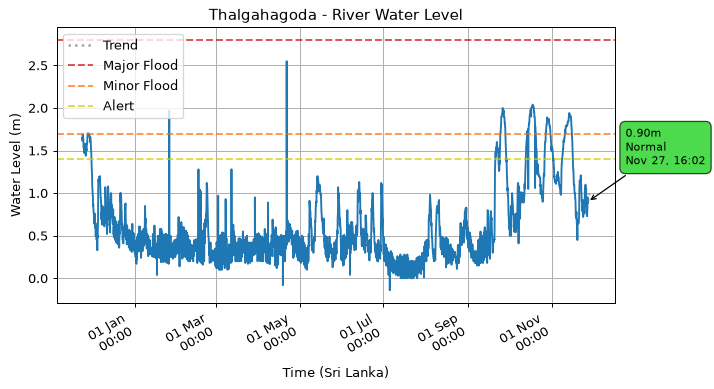 Thalgahagoda - River Water Level
Trend
Major Flood
Minor Flood
Alert
Water Level (m)
2.5
2.0
1.5
1.0
0.5
0.0
0.90m
Normal
Nov 27, 16:02
01 Jan
00:00
01 Mar
00:00
01 May
00:00
01 Jul
00:00
01 Sep
00:00
01 Nov
00:00
Time (Sri Lanka)